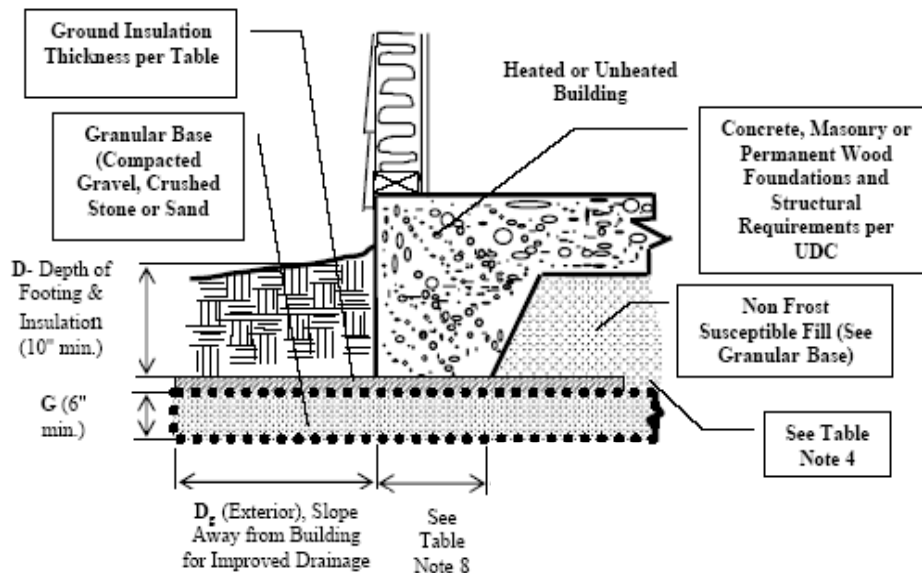 Ground Insulation
Thickness per Table
Granular Base
(Compacted
Gravel, Crushed
Stone or Sand
D- Depth of
Footing &
Insulation
(10" min.)
G (6"
min.)
Heated or Unheated
Building
Concrete, Masonry or
Permanent Wood
Foundations and
Structural
Requirements per
UDC
Non Frost
Susceptible Fill (See
Granular Base)
See Table
Note 4
Dg (Exterior), Slope
Away from Building
for Improved Drainage
See
Table
Note 8